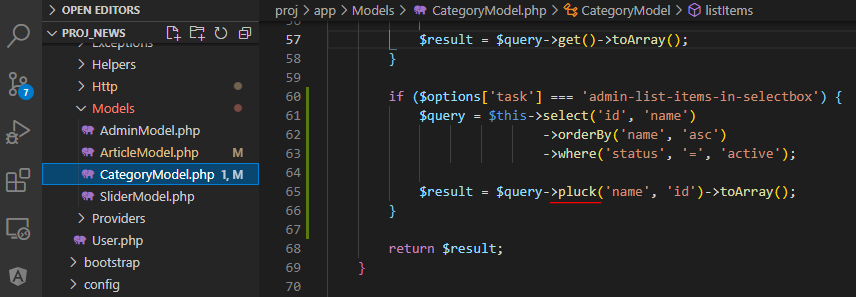 OPEN EDITORS
PROJ_NEWS
Exceptions
Helpers
Http
Models
AdminModel.php
ArticleModel.php M
CategoryModel.php 1, M
SliderModel.php
Providers
User.php
bootstrap
config
7
proj > app > Models > CategoryModel.php > CategoryModel > listItems
56
57 $result = $query->get()->toArray();
58 }
59
60 if ($options['task'] === 'admin-list-items-in-selectbox') {
61 $query = $this->select('id', 'name')
62 ->orderBy('name', 'asc')
63 ->where('status', '=', 'active');
64
65 $result = $query->pluck('name', 'id')->toArray();
66 }
67
68 return $result;
69 }
70